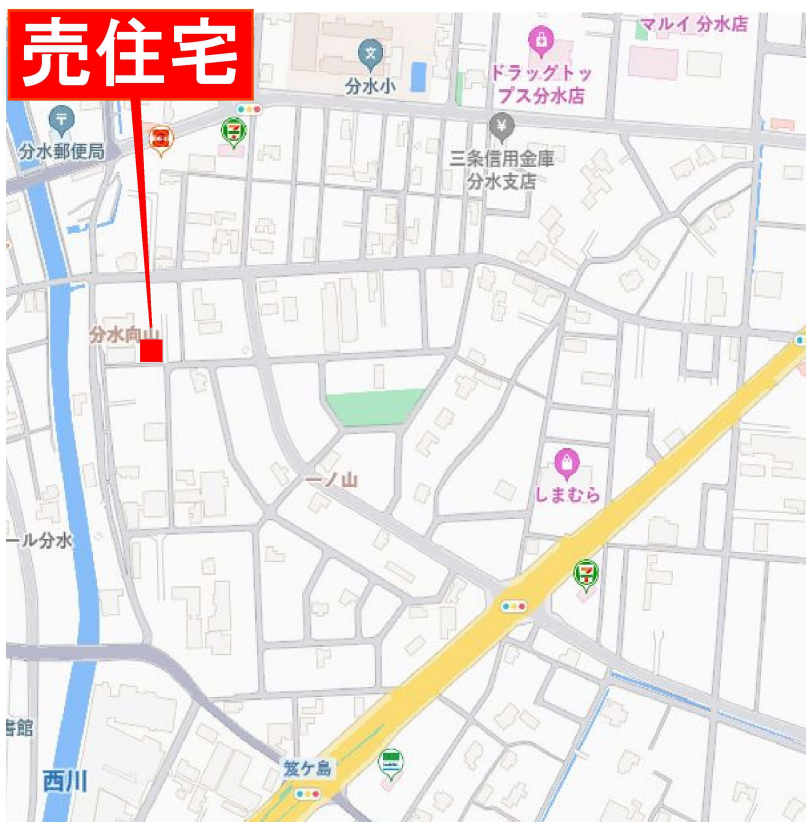 売住宅
マルイ 分水店
文
分水小
ドラッグトッ
プス分水店
〒
分水郵便局
¥
三条信用金庫
分水支店
分水向山
一ノ山
しまむら
ール分水
書館
西川
笈ケ島